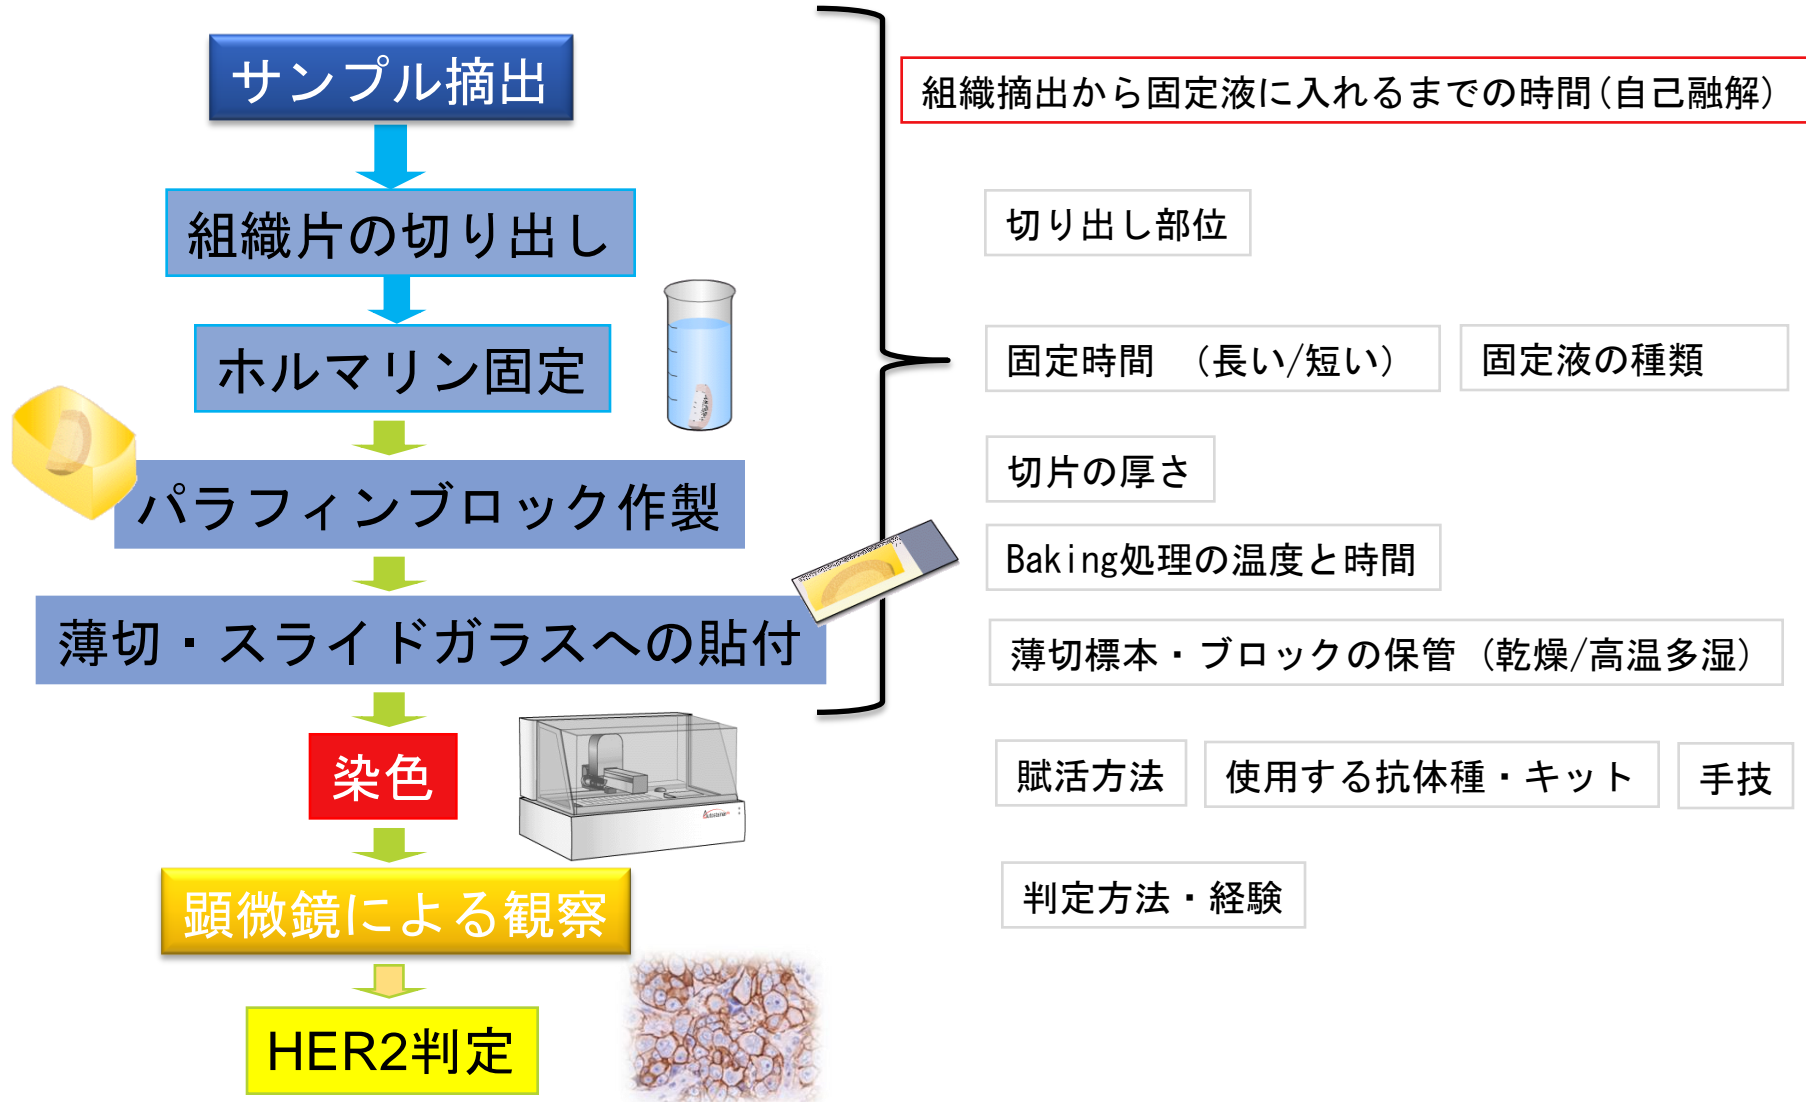 サンプル摘出
組織片の切り出し
ホルマリン固定
パラフィンブロック作製
薄切・スライドガラスへの貼付
染色
顕微鏡による観察
HER2判定
組織摘出から固定液に入れるまでの時間(自己融解)
切り出し部位
固定時間 (長い/短い)
固定液の種類
切片の厚さ
Baking処理の温度と時間
薄切標本・ブロックの保管 (乾燥/高温多湿)
賦活方法
使用する抗体種・キット
手技
判定方法・経験